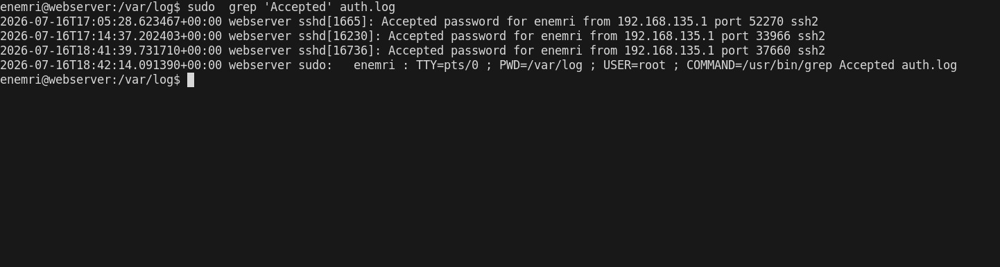 enemri@webserver:/var/log$ sudo  grep 'Accepted' auth.log
2026-07-16T17:05:28.623467+00:00 webserver sshd[1665]: Accepted password for enemri from 192.168.135.1 port 52270 ssh2
2026-07-16T17:14:37.202403+00:00 webserver sshd[16230]: Accepted password for enemri from 192.168.135.1 port 33966 ssh2
2026-07-16T18:41:39.731710+00:00 webserver sshd[16736]: Accepted password for enemri from 192.168.135.1 port 37660 ssh2
2026-07-16T18:42:14.091390+00:00 webserver sudo:   enemri : TTY=pts/0 ; PWD=/var/log ; USER=root ; COMMAND=/usr/bin/grep Accepted auth.log
enemri@webserver:/var/log$